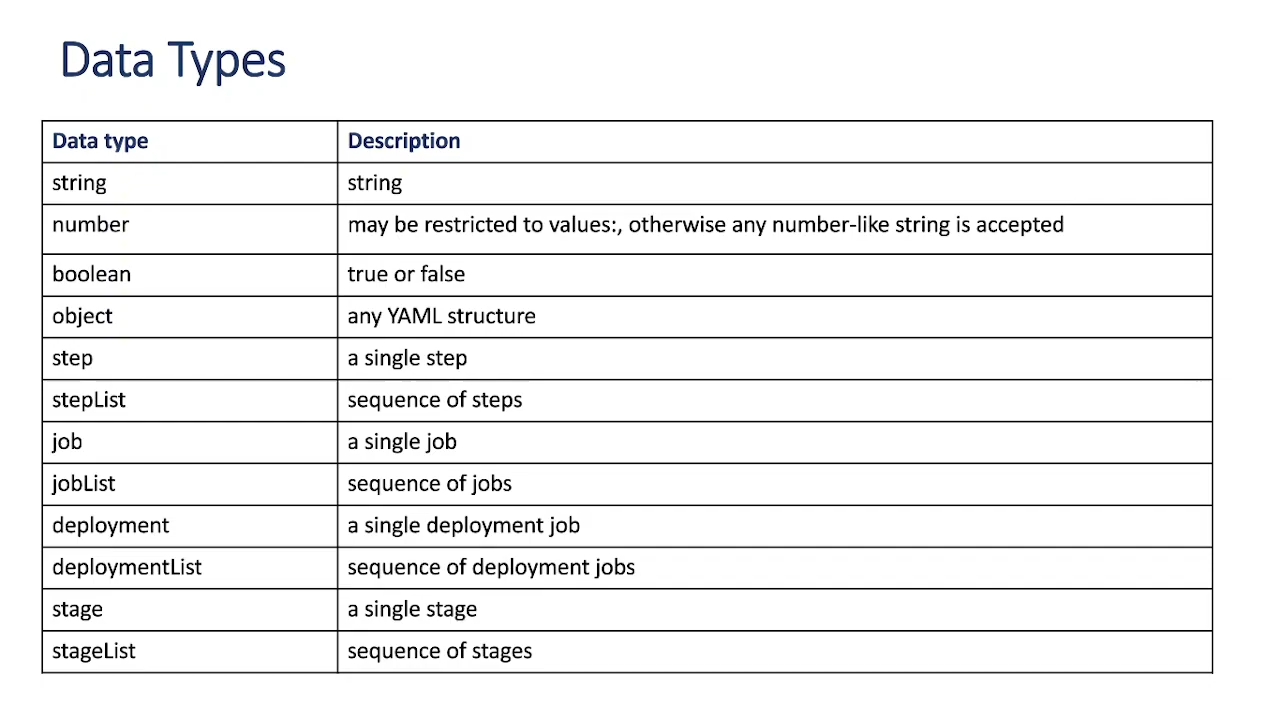 Data Types
Data type Description
string string
number may be restricted to values:, otherwise any number-like string is accepted
boolean true or false
object any YAML structure
step a single step
stepList sequence of steps
job a single job
jobList sequence of jobs
deployment a single deployment job
deploymentList sequence of deployment jobs
stage a single stage
stageList sequence of stages